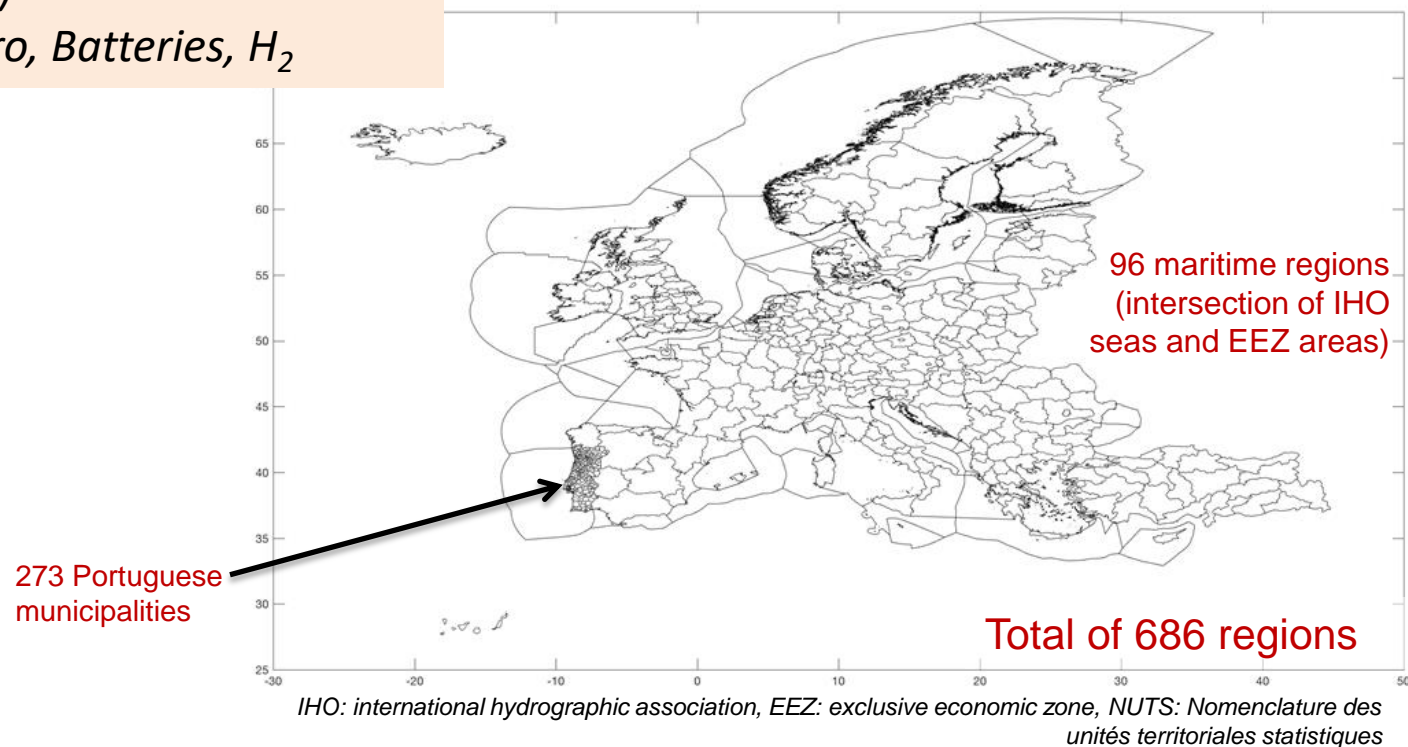 ro, Batteries, H₂
65
60
55
50
45
40
35
30
25
-30
-20
-10
0
10
20
30
40
50
96 maritime regions
(intersection of IHO
seas and EEZ areas)
273 Portuguese
municipalities
Total of 686 regions
IHO: international hydrographic association, EEZ: exclusive economic zone, NUTS: Nomenclature des
unités territoriales statistiques